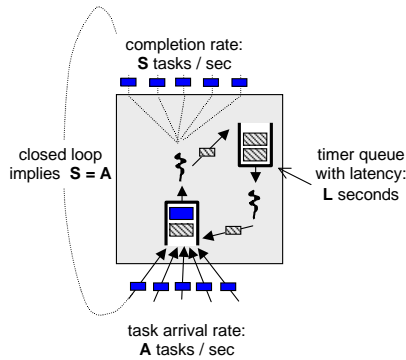 completion rate:
S tasks / sec
closed loop
implies S = A
timer queue
with latency:
L seconds
task arrival rate:
A tasks / sec